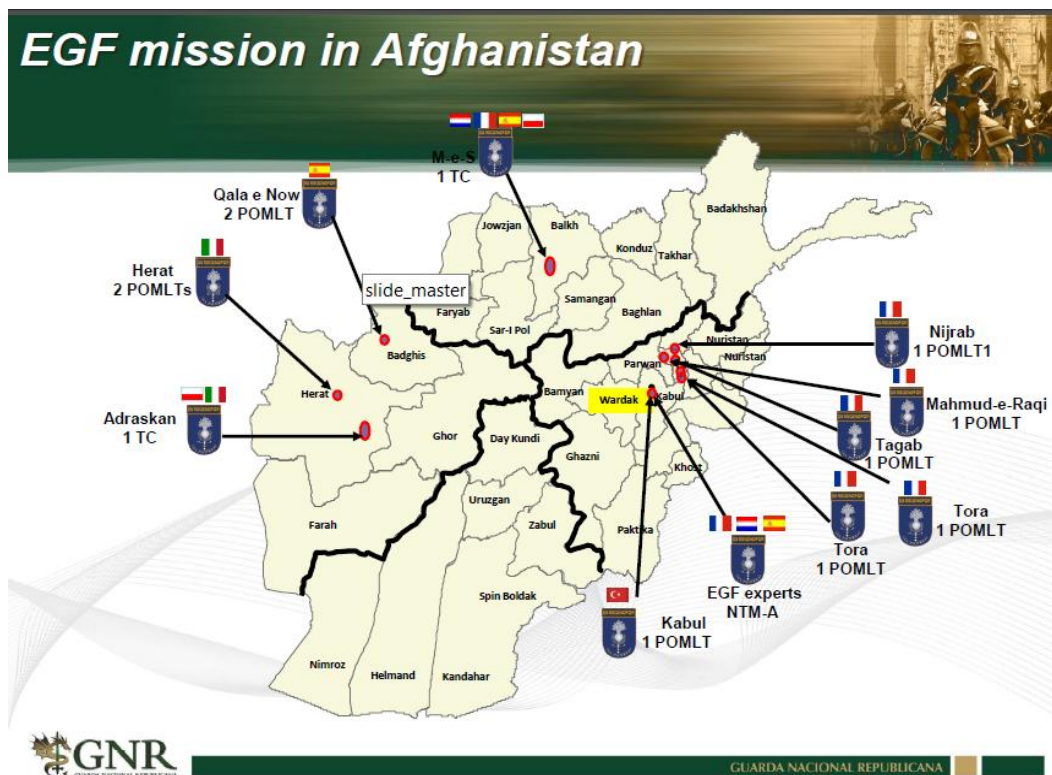 EGF mission in Afghanistan
M-e-S
1 TC
Qala e Now
2 POMLT
Herat
2 POMLTs
Adraskan
1 TC
Nijrab
1 POMLT1
Mahmud-e-Raqi
1 POMLT
Tagab
1 POMLT
Tora
1 POMLT
Tora
1 POMLT
EGF experts
NTM-A
Kabul
1 POMLT
slide_master
Badakhshan
Jowzjan
Balkh
Konduz
Takhar
Faryab
Sar-I Pol
Samangan
Baghlan
Badghis
Parwan
Nuristan
Nuristan
Herat
Bamyan
Wardak
Kabul
Ghor
Day Kundi
Ghazni
Khost
Uruzgan
Zabul
Paktika
Farah
Spin Boldak
Nimroz
Helmand
Kandahar
GNR
GUARDA NACIONAL REPUBLICANA
GUARDA NACIONAL REPUBLICANA